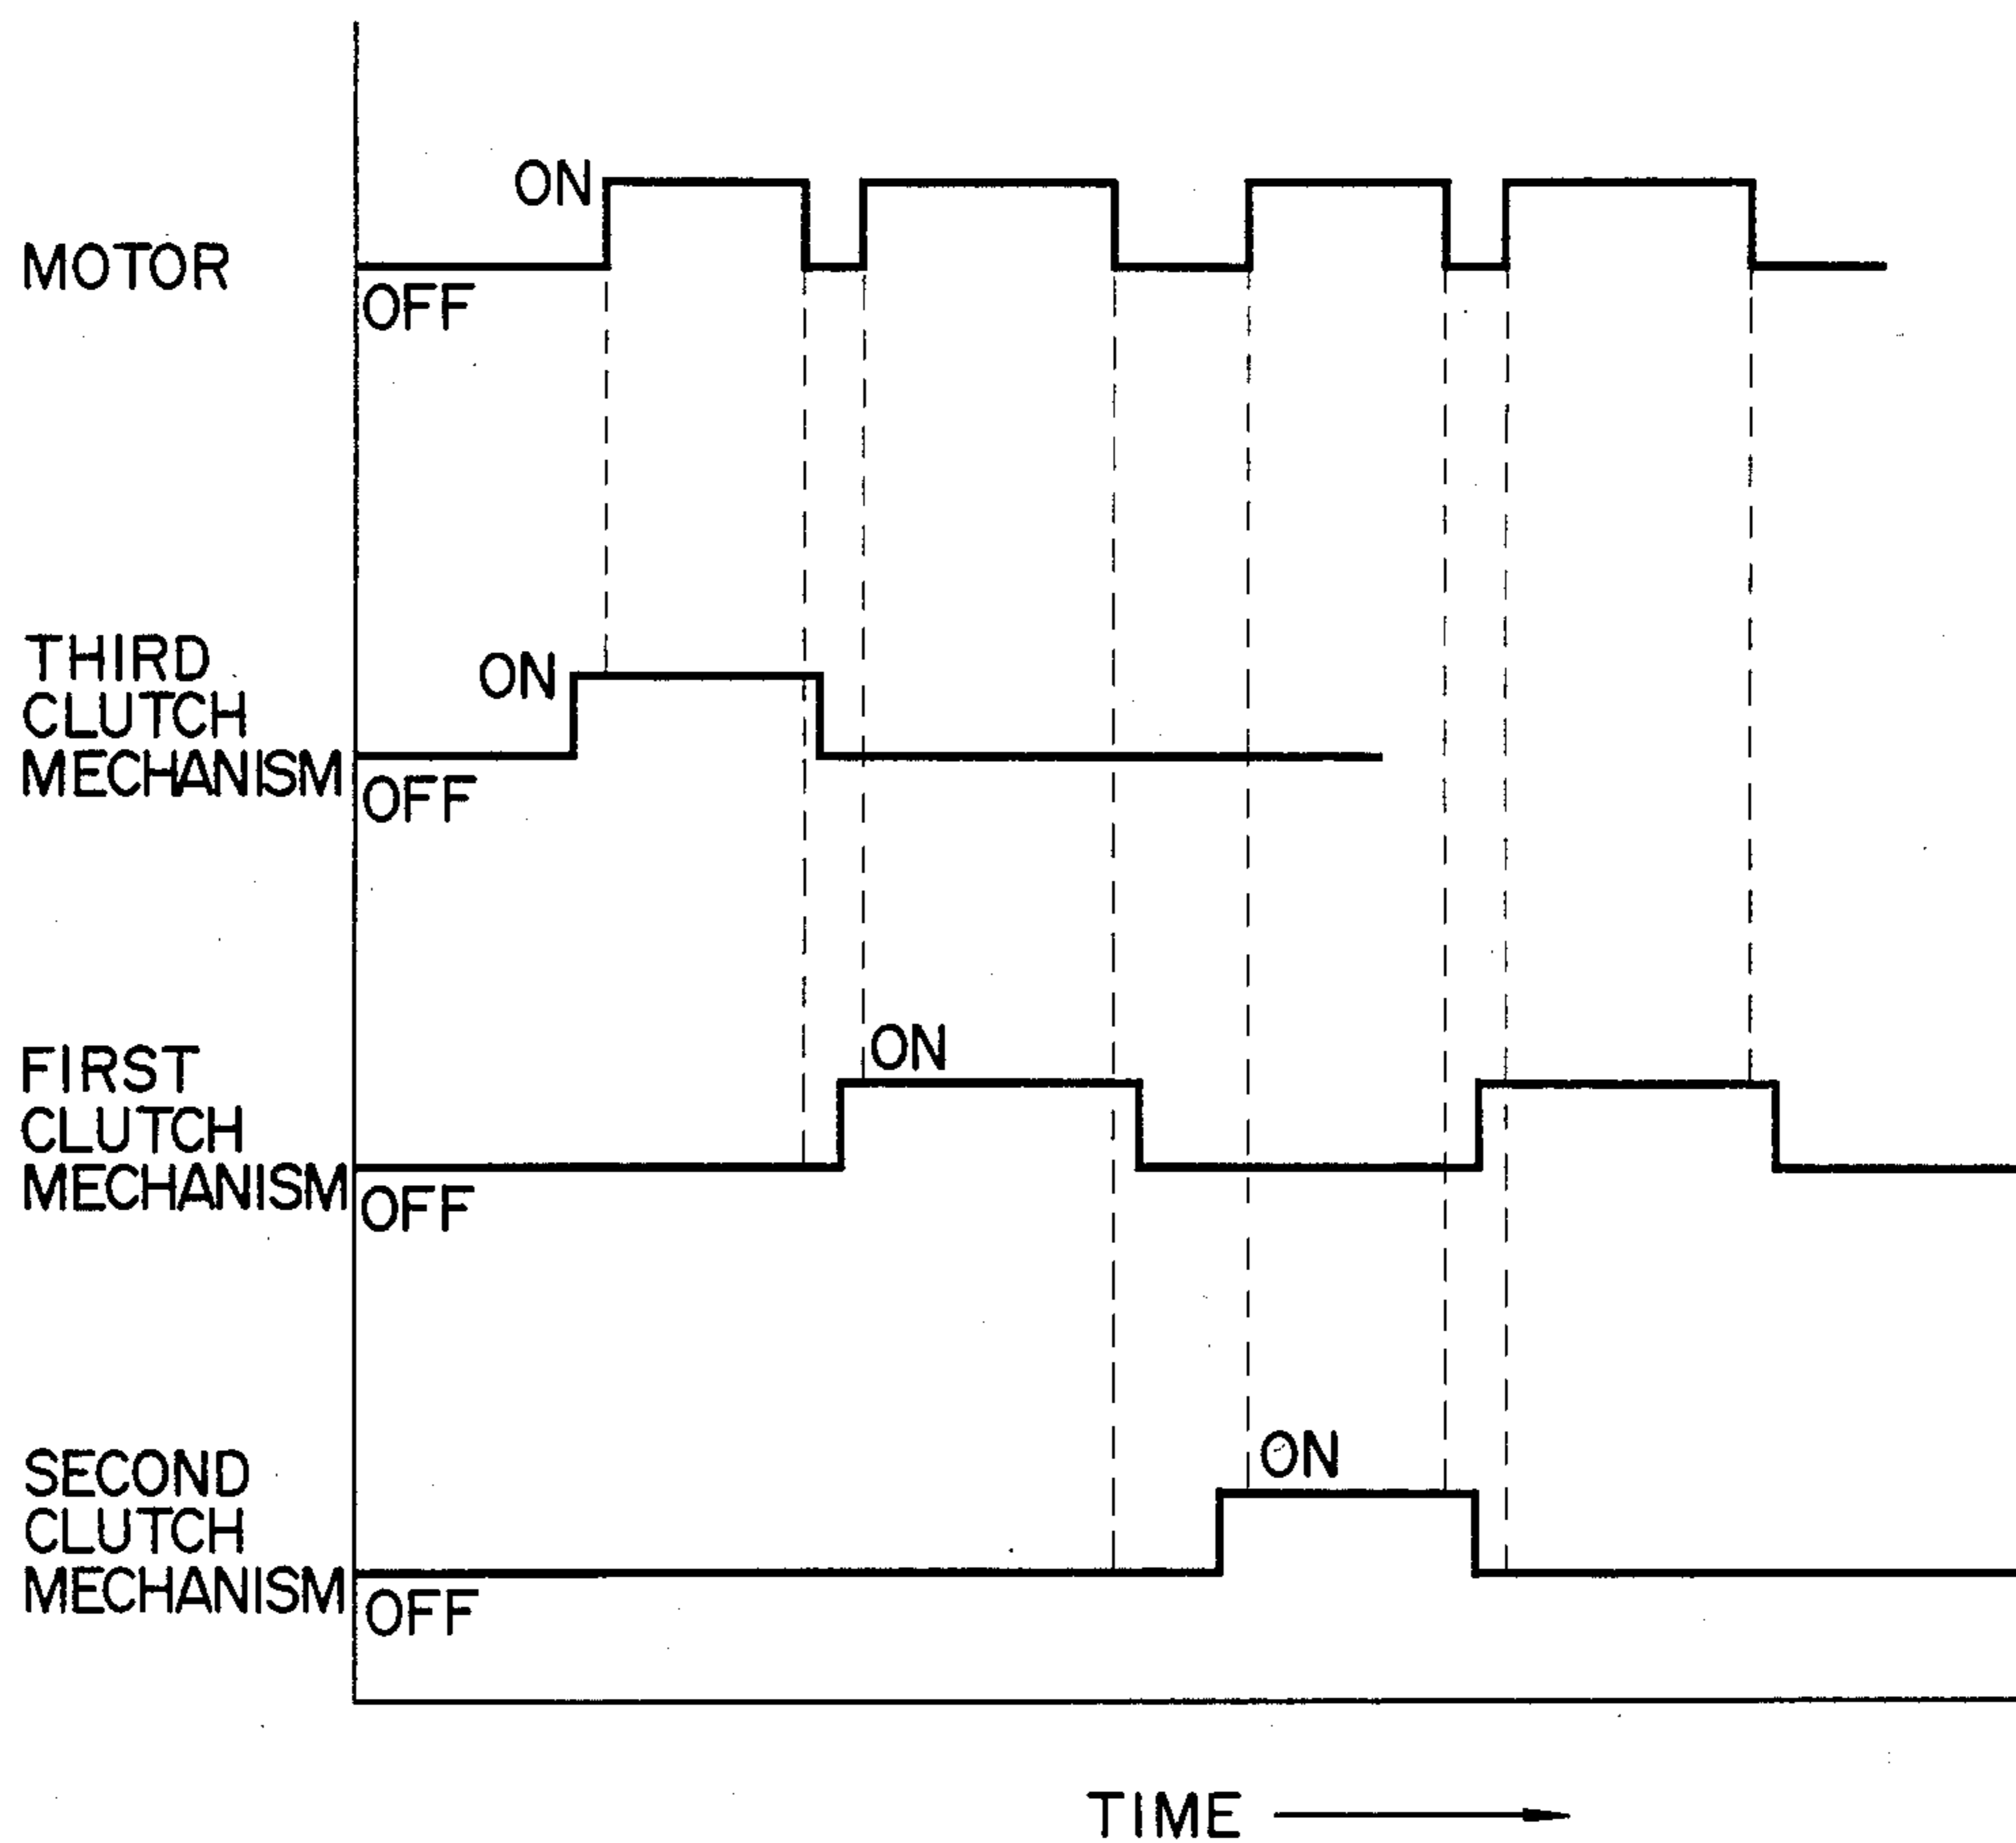 ON
MOTOR
OFF
THIRD
CLUTCH
MECHANISM
ON
OFF
FIRST
CLUTCH
MECHANISM
ON
OFF
SECOND
CLUTCH
MECHANISM
ON
OFF
TIME